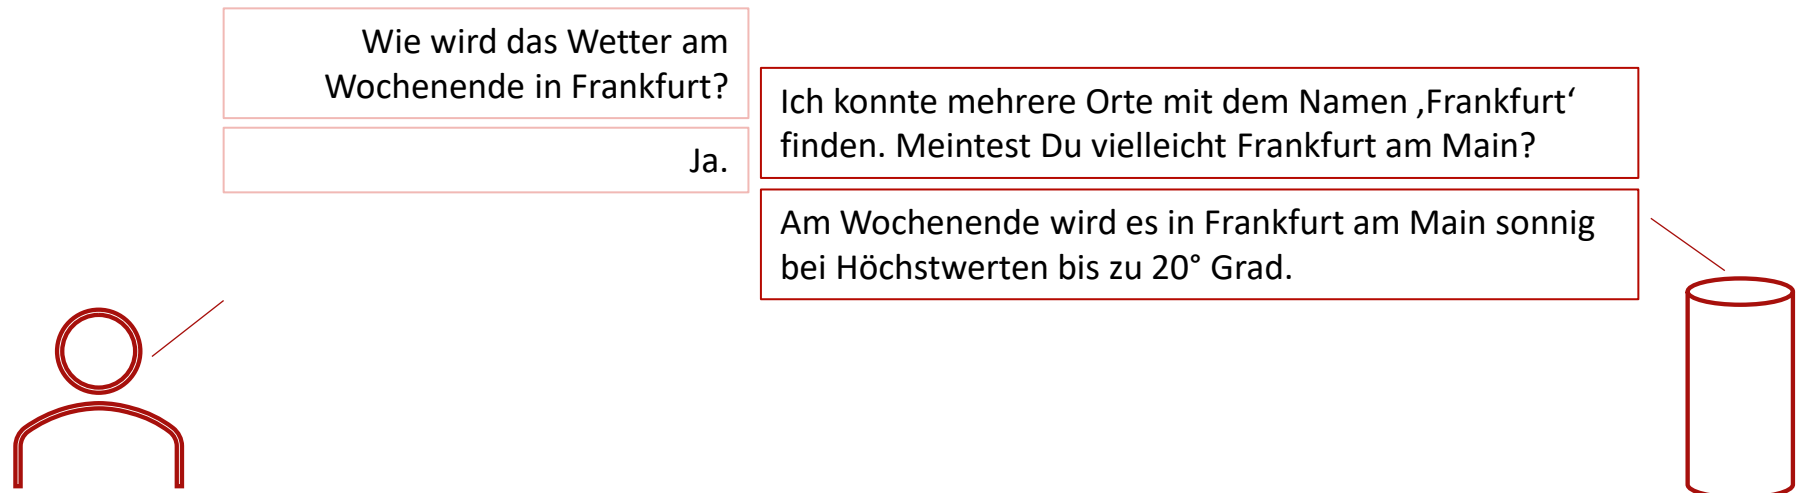 Wie wird das Wetter am
Wochenende in Frankfurt?
Ich konnte mehrere Orte mit dem Namen ‚Frankfurt‘
finden. Meintest Du vielleicht Frankfurt am Main?
Ja.
Am Wochenende wird es in Frankfurt am Main sonnig
bei Höchstwerten bis zu 20° Grad.